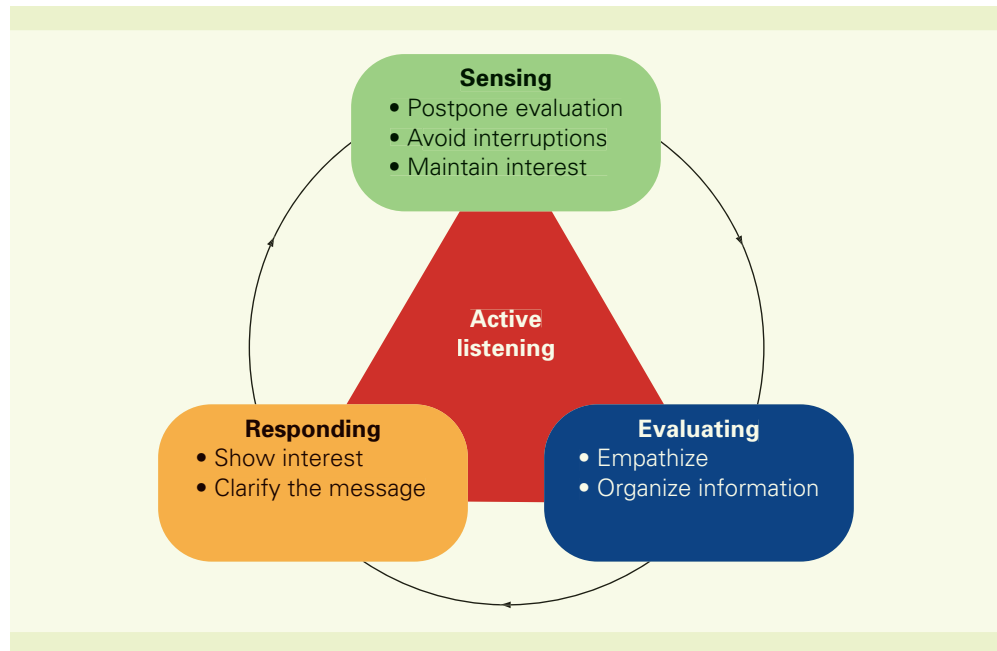 Sensing
• Postpone evaluation
• Avoid interruptions
• Maintain interest
Active
listening
Responding
• Show interest
• Clarify the message
Evaluating
• Empathize
• Organize information